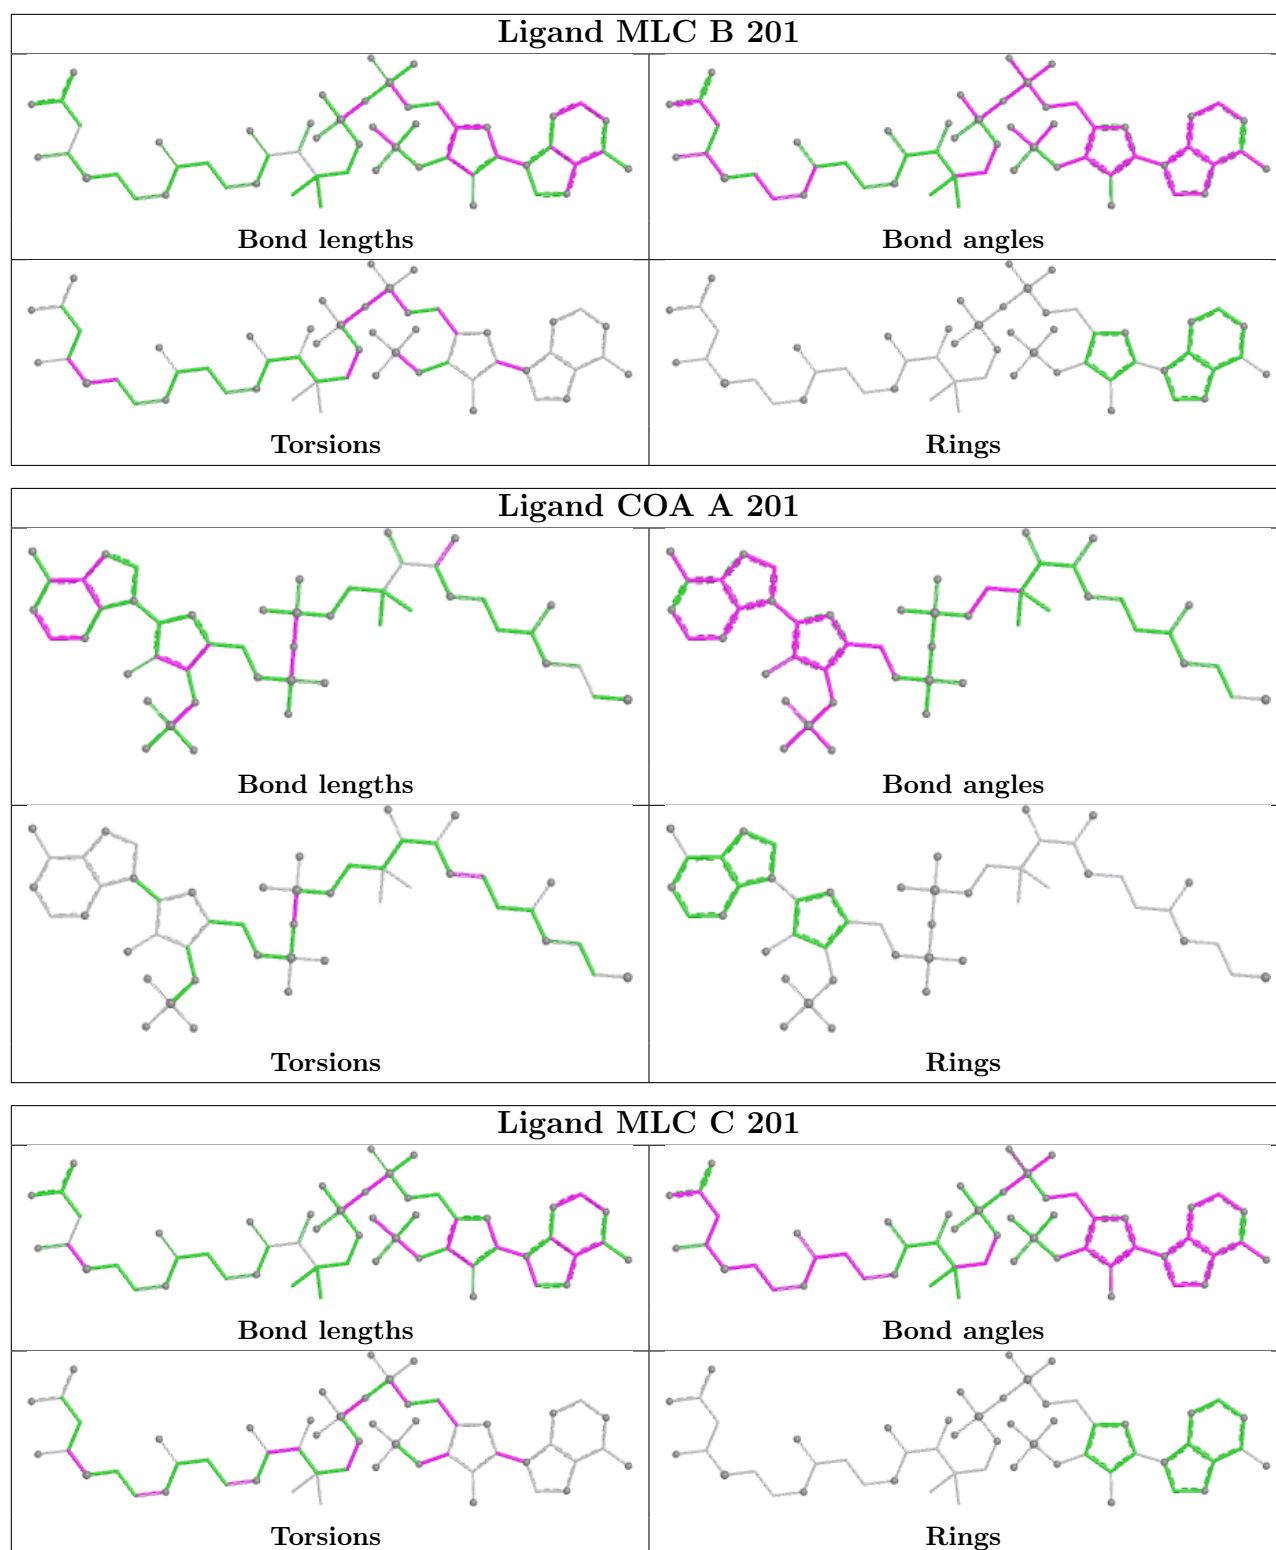 Ligand MLC B 201
Bond lengths
Bond angles
Torsions
Rings
Ligand COA A 201
Bond lengths
Bond angles
Torsions
Rings
Ligand MLC C 201
Bond lengths
Bond angles
Torsions
Rings